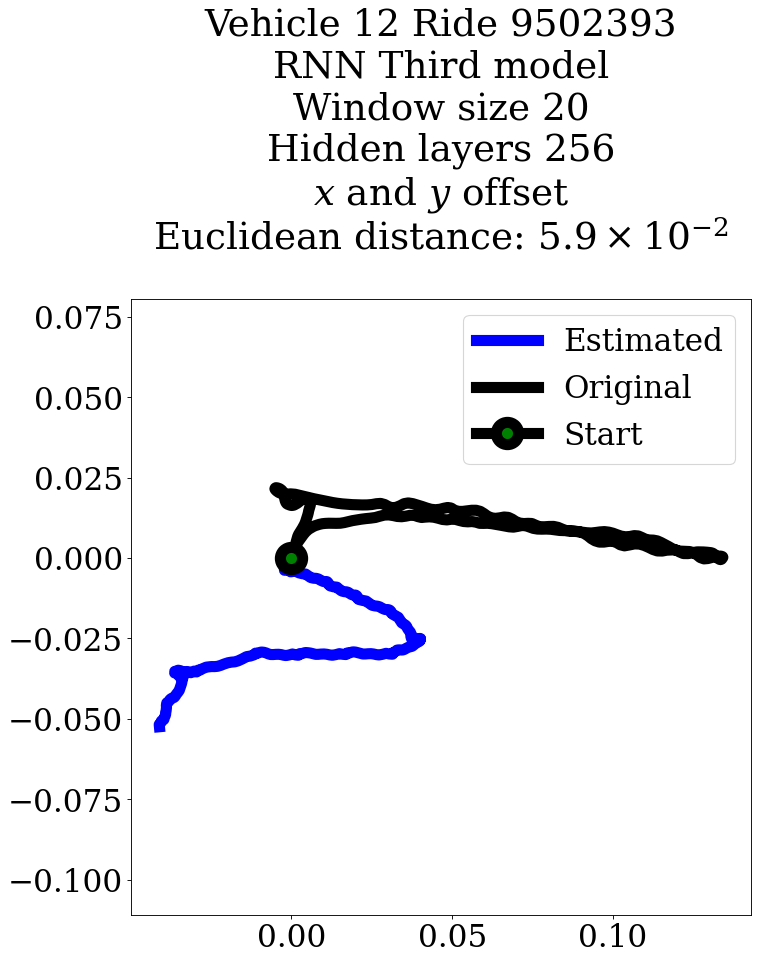 Vehicle 12 Ride 9502393
RNN Third model
Window size 20
Hidden layers 256
x and y offset
Euclidean distance: 5.9 × 10⁻²
Estimated
Original
Start
0.075
0.050
0.025
0.000
−0.025
−0.050
−0.075
−0.100
0.00 0.05 0.10